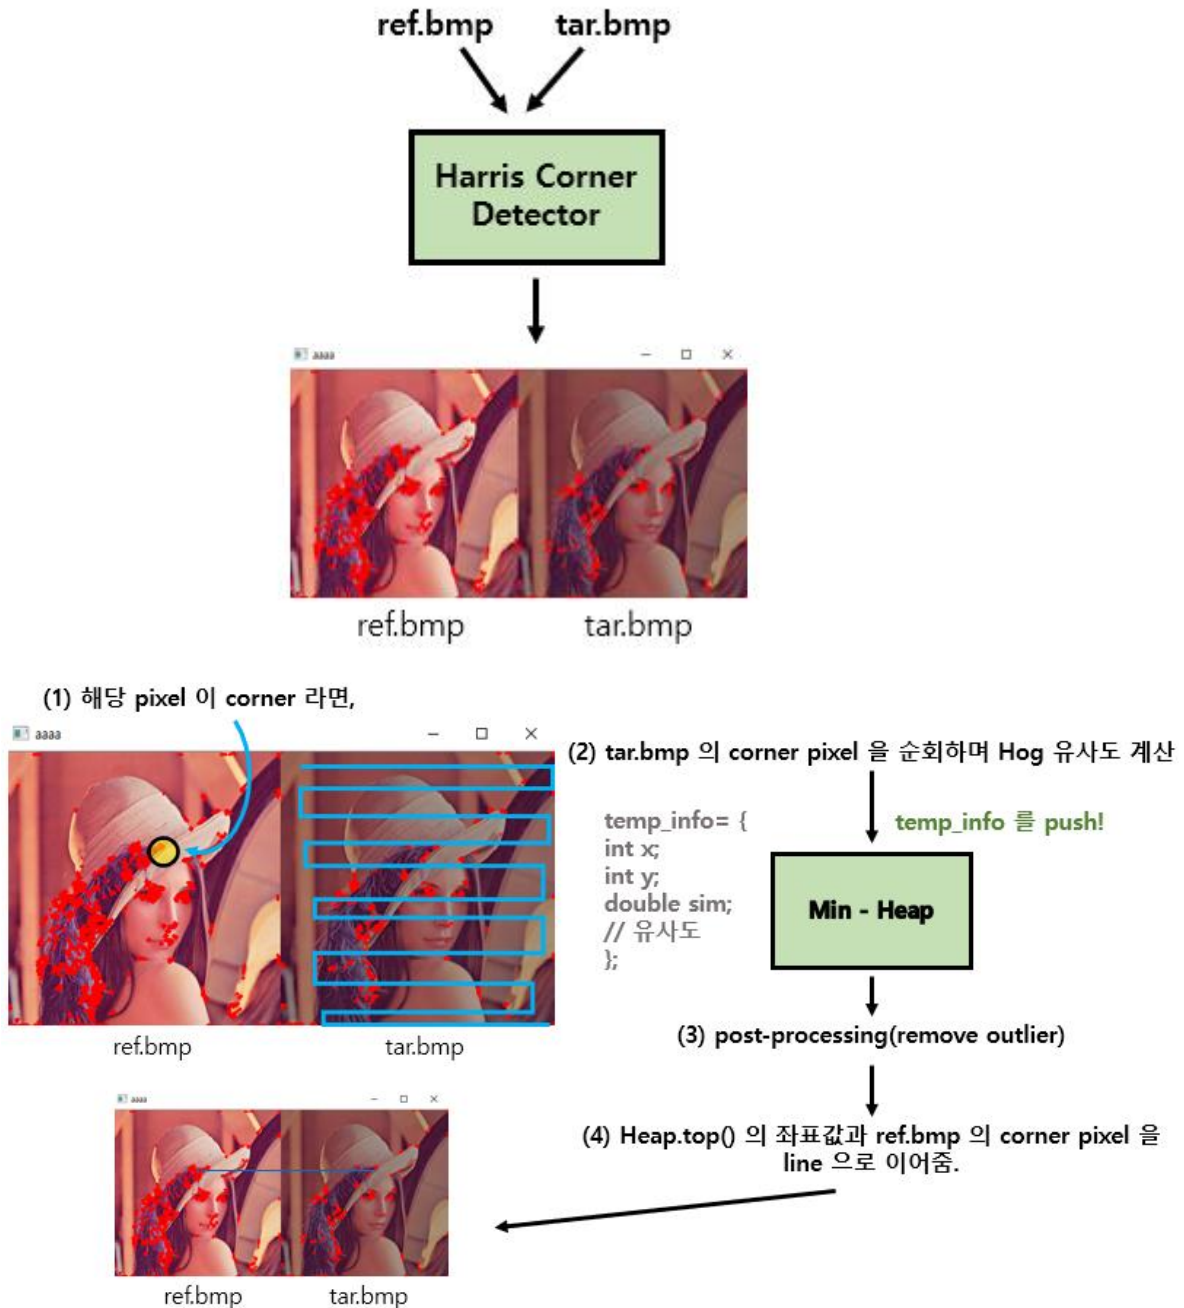 ref.bmp tar.bmp
Harris Corner
Detector
aaaa
ref.bmp tar.bmp
(1) 해당 pixel 이 corner 라면,
aaaa
ref.bmp tar.bmp
(2) tar.bmp 의 corner pixel 을 순회하며 Hog 유사도 계산
temp_info= {
int x;
int y;
double sim;
// 유사도
};
temp_info 를 push!
Min - Heap
(3) post-processing(remove outlier)
(4) Heap.top() 의 좌표값과 ref.bmp 의 corner pixel 을
line 으로 이어줌.
aaaa
ref.bmp tar.bmp